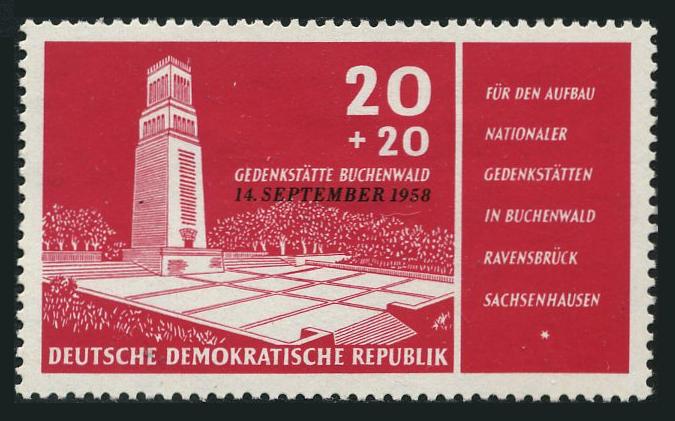 20
+ 20
GEDENKSTÄTTE BUCHENWALD
14. SEPTEMBER 1958
DEUTSCHE DEMOKRATISCHE REPUBLIK
FÜR DEN AUFBAU
NATIONALER
GEDENKSTÄTTEN
IN BUCHENWALD
RAVENSBRÜCK
SACHSENHAUSEN
*